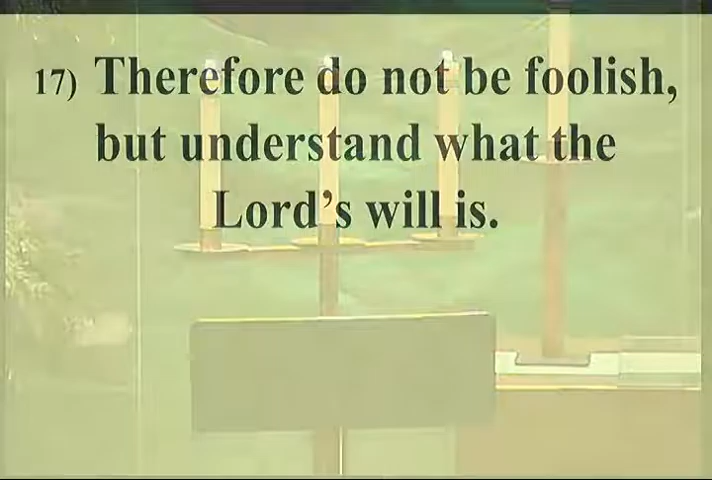 17) Therefore do not be foolish,
but understand what the
Lord’s will is.